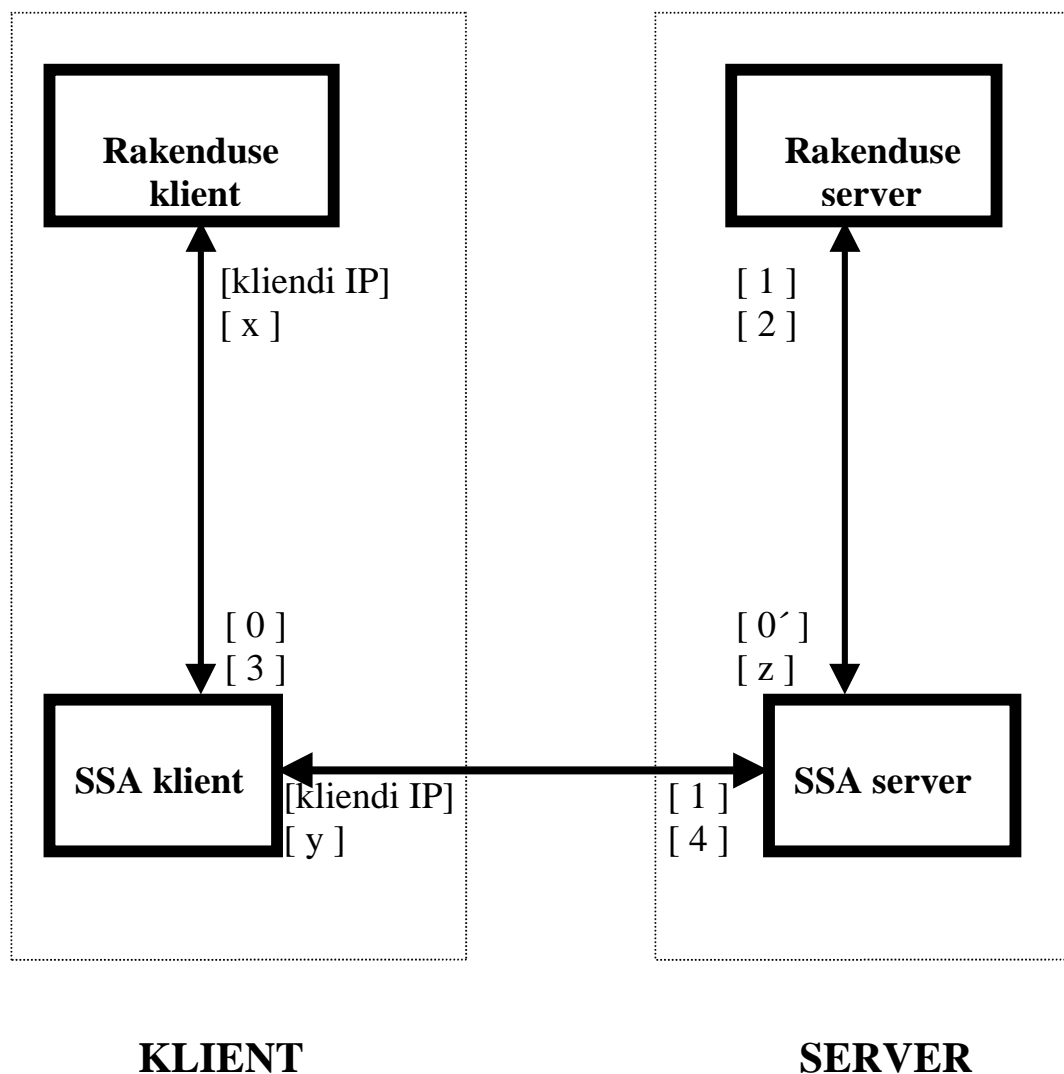 Rakenduse
klient
Rakenduse
server
[kliendi IP]
[ x ]
[ 1 ]
[ 2 ]
[ 0 ]
[ 3 ]
[ 0´ ]
[ z ]
SSA klient
SSA server
[kliendi IP]
[ y ]
[ 1 ]
[ 4 ]
KLIENT
SERVER